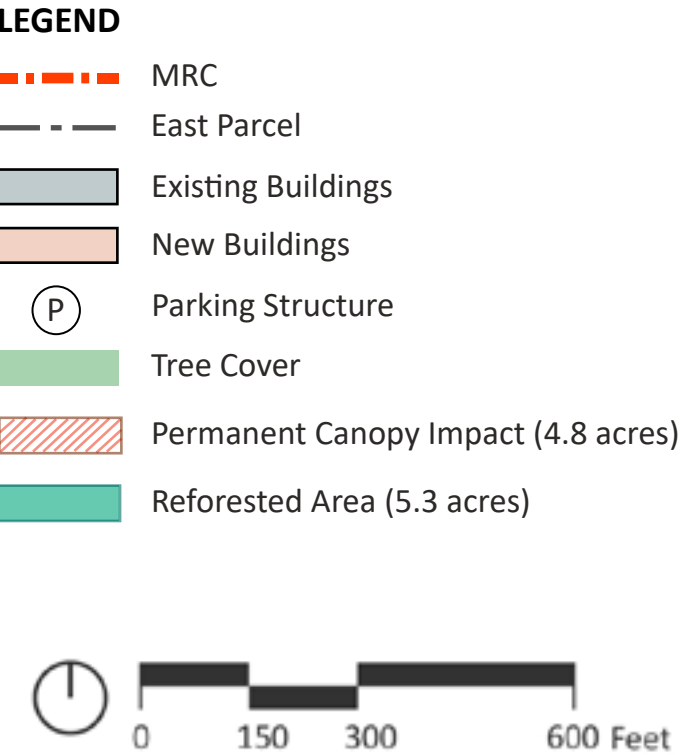 LEGEND
MRC
East Parcel
Existing Buildings
New Buildings
P Parking Structure
Tree Cover
Permanent Canopy Impact (4.8 acres)
Reforested Area (5.3 acres)
0 150 300 600 Feet